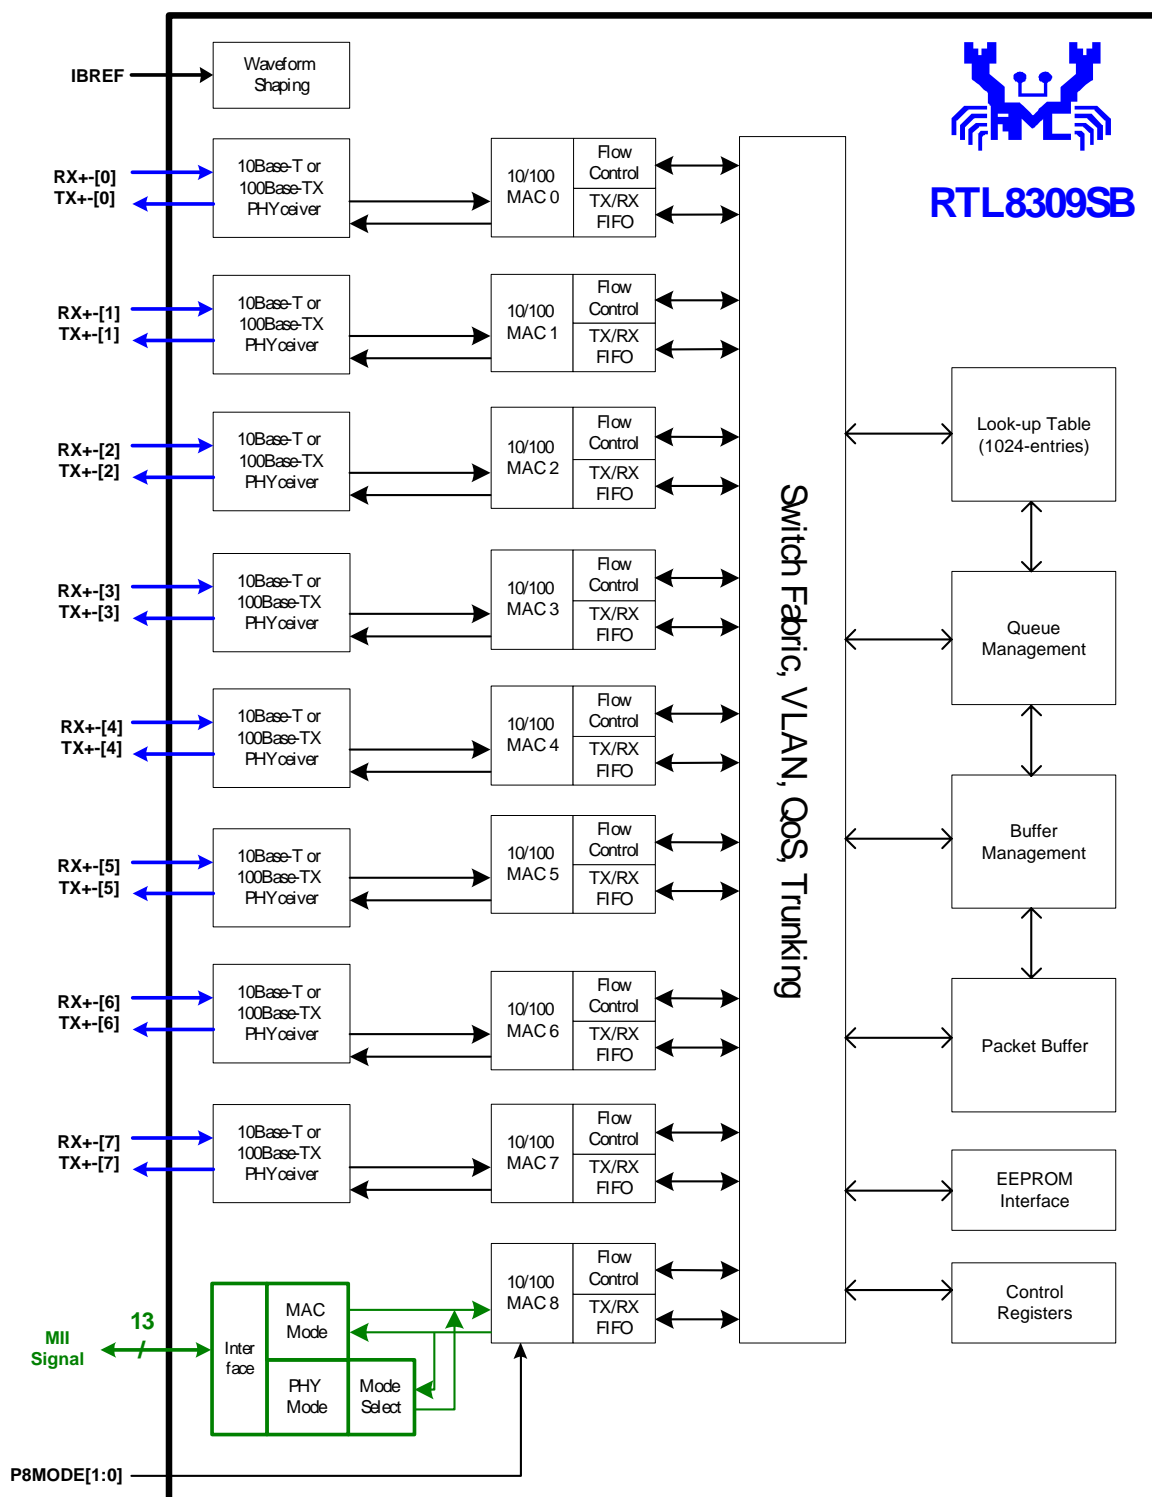 IBREF
Waveform
Shaping
AMC
RTL8309SB
RX+-[0]
TX+-[0]
10Base-T or
100Base-TX
PHYceiver
10/100
MAC 0
Flow
Control
TX/RX
FIFO
RX+-[1]
TX+-[1]
10Base-T or
100Base-TX
PHYceiver
10/100
MAC 1
Flow
Control
TX/RX
FIFO
RX+-[2]
TX+-[2]
10Base-T or
100Base-TX
PHYceiver
10/100
MAC 2
Flow
Control
TX/RX
FIFO
RX+-[3]
TX+-[3]
10Base-T or
100Base-TX
PHYceiver
10/100
MAC 3
Flow
Control
TX/RX
FIFO
RX+-[4]
TX+-[4]
10Base-T or
100Base-TX
PHYceiver
10/100
MAC 4
Flow
Control
TX/RX
FIFO
RX+-[5]
TX+-[5]
10Base-T or
100Base-TX
PHYceiver
10/100
MAC 5
Flow
Control
TX/RX
FIFO
RX+-[6]
TX+-[6]
10Base-T or
100Base-TX
PHYceiver
10/100
MAC 6
Flow
Control
TX/RX
FIFO
RX+-[7]
TX+-[7]
10Base-T or
100Base-TX
PHYceiver
10/100
MAC 7
Flow
Control
TX/RX
FIFO
MII
Signal
13
Inter
face
MAC
Mode
PHY
Mode
Mode
Select
10/100
MAC 8
Flow
Control
TX/RX
FIFO
P8MODE[1:0]
Switch Fabric, VLAN, QoS, Trunking
Look-up Table
(1024-entries)
Queue
Management
Buffer
Management
Packet Buffer
EEPROM
Interface
Control
Registers